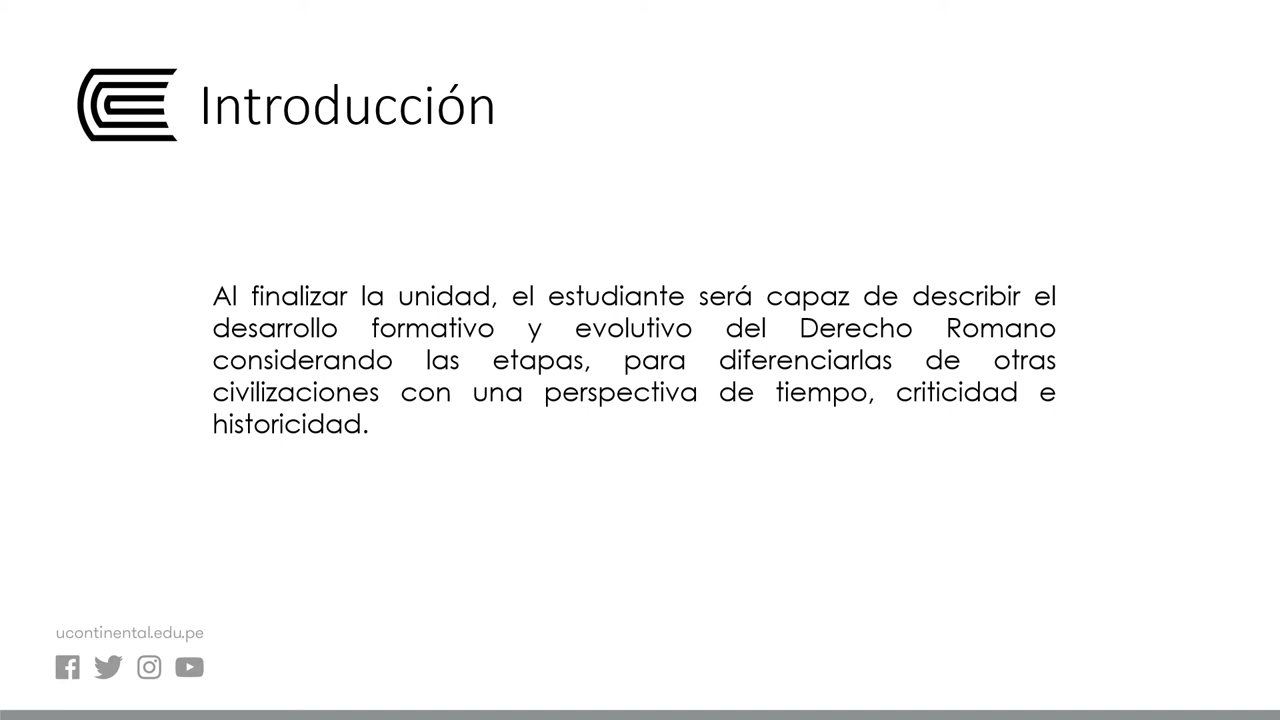 Introducción
Al finalizar la unidad, el estudiante será capaz de describir el
desarrollo formativo y evolutivo del Derecho Romano
considerando las etapas, para diferenciarlas de otras
civilizaciones con una perspectiva de tiempo, criticidad e
historicidad.
ucontinental.edu.pe